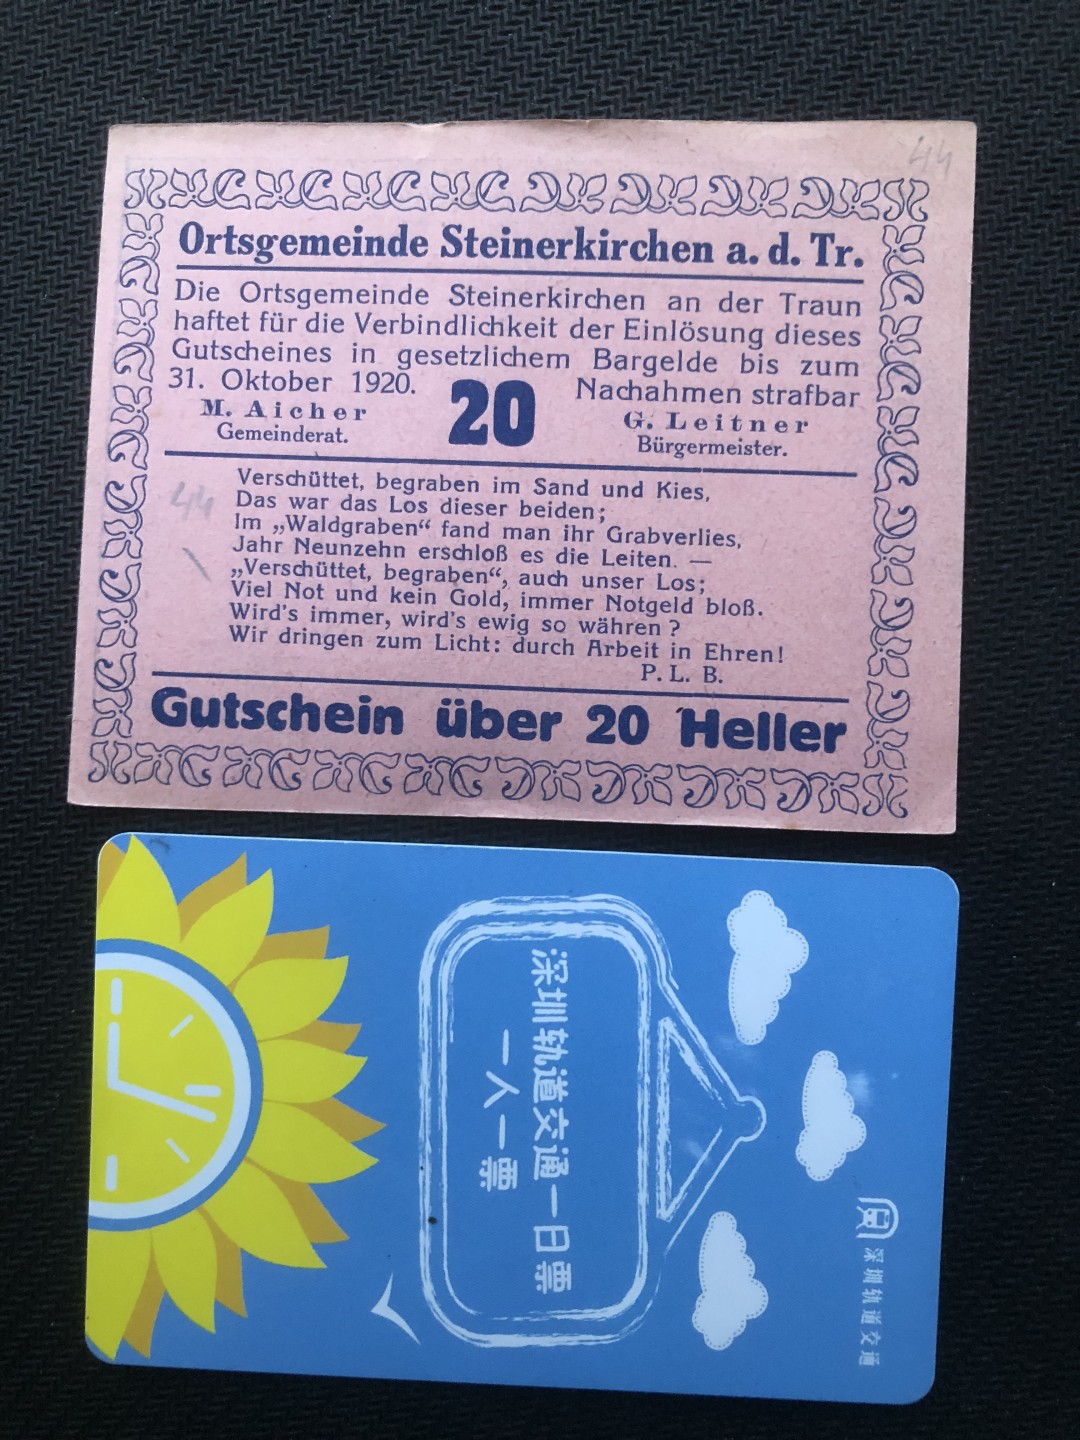 44
Ortsgemeinde Steinerkirchen a. d. Tr.
Die Ortsgemeinde Steinerkirchen an der Traun
haftet für die Verbindlichkeit der Einlösung dieses
Gutscheines in gesetzlichem Bargelde bis zum
31. Oktober 1920.
Nachahmen strafbar
20
M. Aicher
Gemeinderat.
G. Leitner
Bürgermeister.
44
Verschüttet, begraben im Sand und Kies,
Das war das Los dieser beiden;
Im „Waldgraben“ fand man ihr Grabverlies,
Jahr Neunzehn erschloß es die Leiten. —
„Verschüttet, begraben“, auch unser Los;
Viel Not und kein Gold, immer Notgeld bloß.
Wird's immer, wird's ewig so währen?
Wir dringen zum Licht: durch Arbeit in Ehren!
P. L. B.
Gutschein über 20 Heller
深圳轨道交通
深圳轨道交通一日票
一人一票